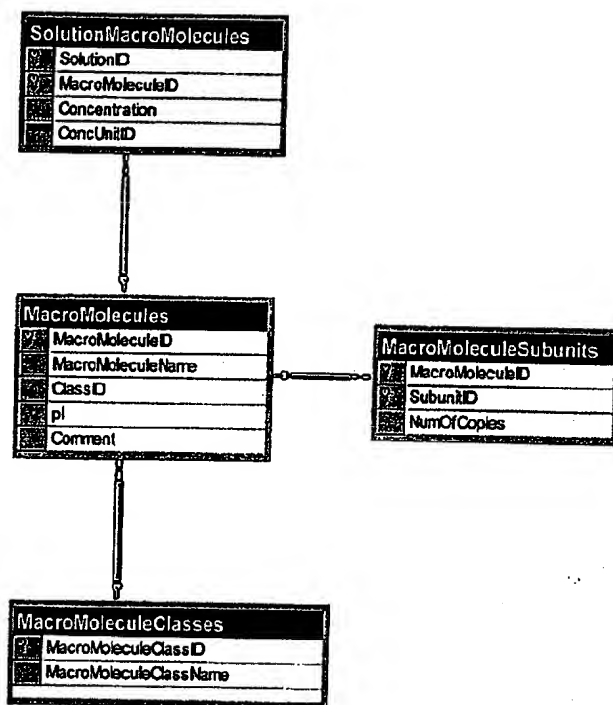 SolutionMacroMolecules
SolutionID
MacroMoleculeID
Concentration
ConcUnitID
MacroMolecules
MacroMoleculeID
MacroMoleculeName
ClassID
pI
Comment
MacroMoleculeSubunits
MacroMoleculeID
SubunitID
NumOfCopies
MacroMoleculeClasses
MacroMoleculeClassID
MacroMoleculeClassName